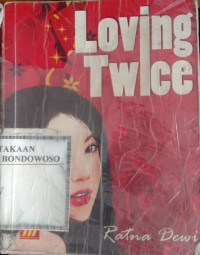 Loving
Twice
TAKAAN
BONDOWOSO
Ratna Dewi